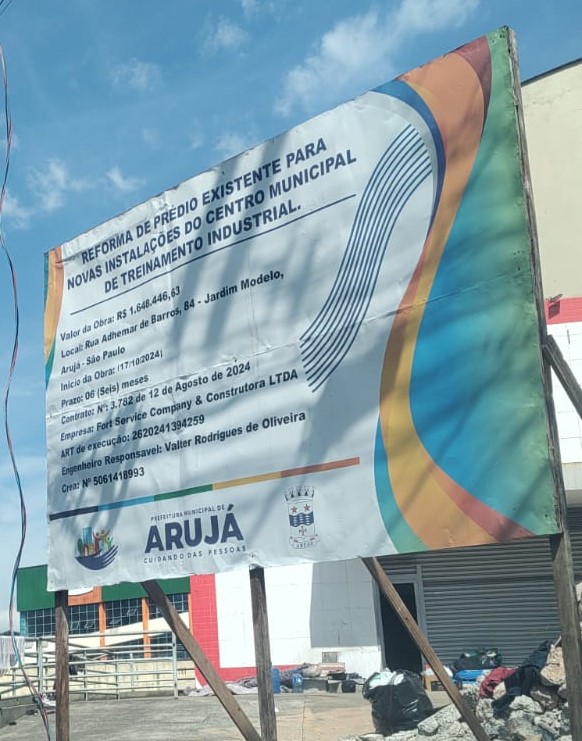 REFORMA DE PRÉDIO EXISTENTE PARA
NOVAS INSTALAÇÕES DO CENTRO MUNICIPAL
DE TREINAMENTO INDUSTRIAL.
Valor da Obra: R$ 1.648.446,63
Local: Rua Adhemar de Barros, 84 - Jardim Modelo,
Arujá - São Paulo
Início da Obra: (17/10/2024)
Prazo: 06 (Seis) meses
Contrato: Nº: 3.782 de 12 de Agosto de 2024
Empresa: Fort Service Company & Construtora LTDA
ART de execução: 2620241394259
Engenheiro Responsavel: Valter Rodrigues de Oliveira
Crea: Nº 5061418993
PREFEITURA MUNICIPAL DE
ARUJÁ
CUIDANDO DAS PESSOAS